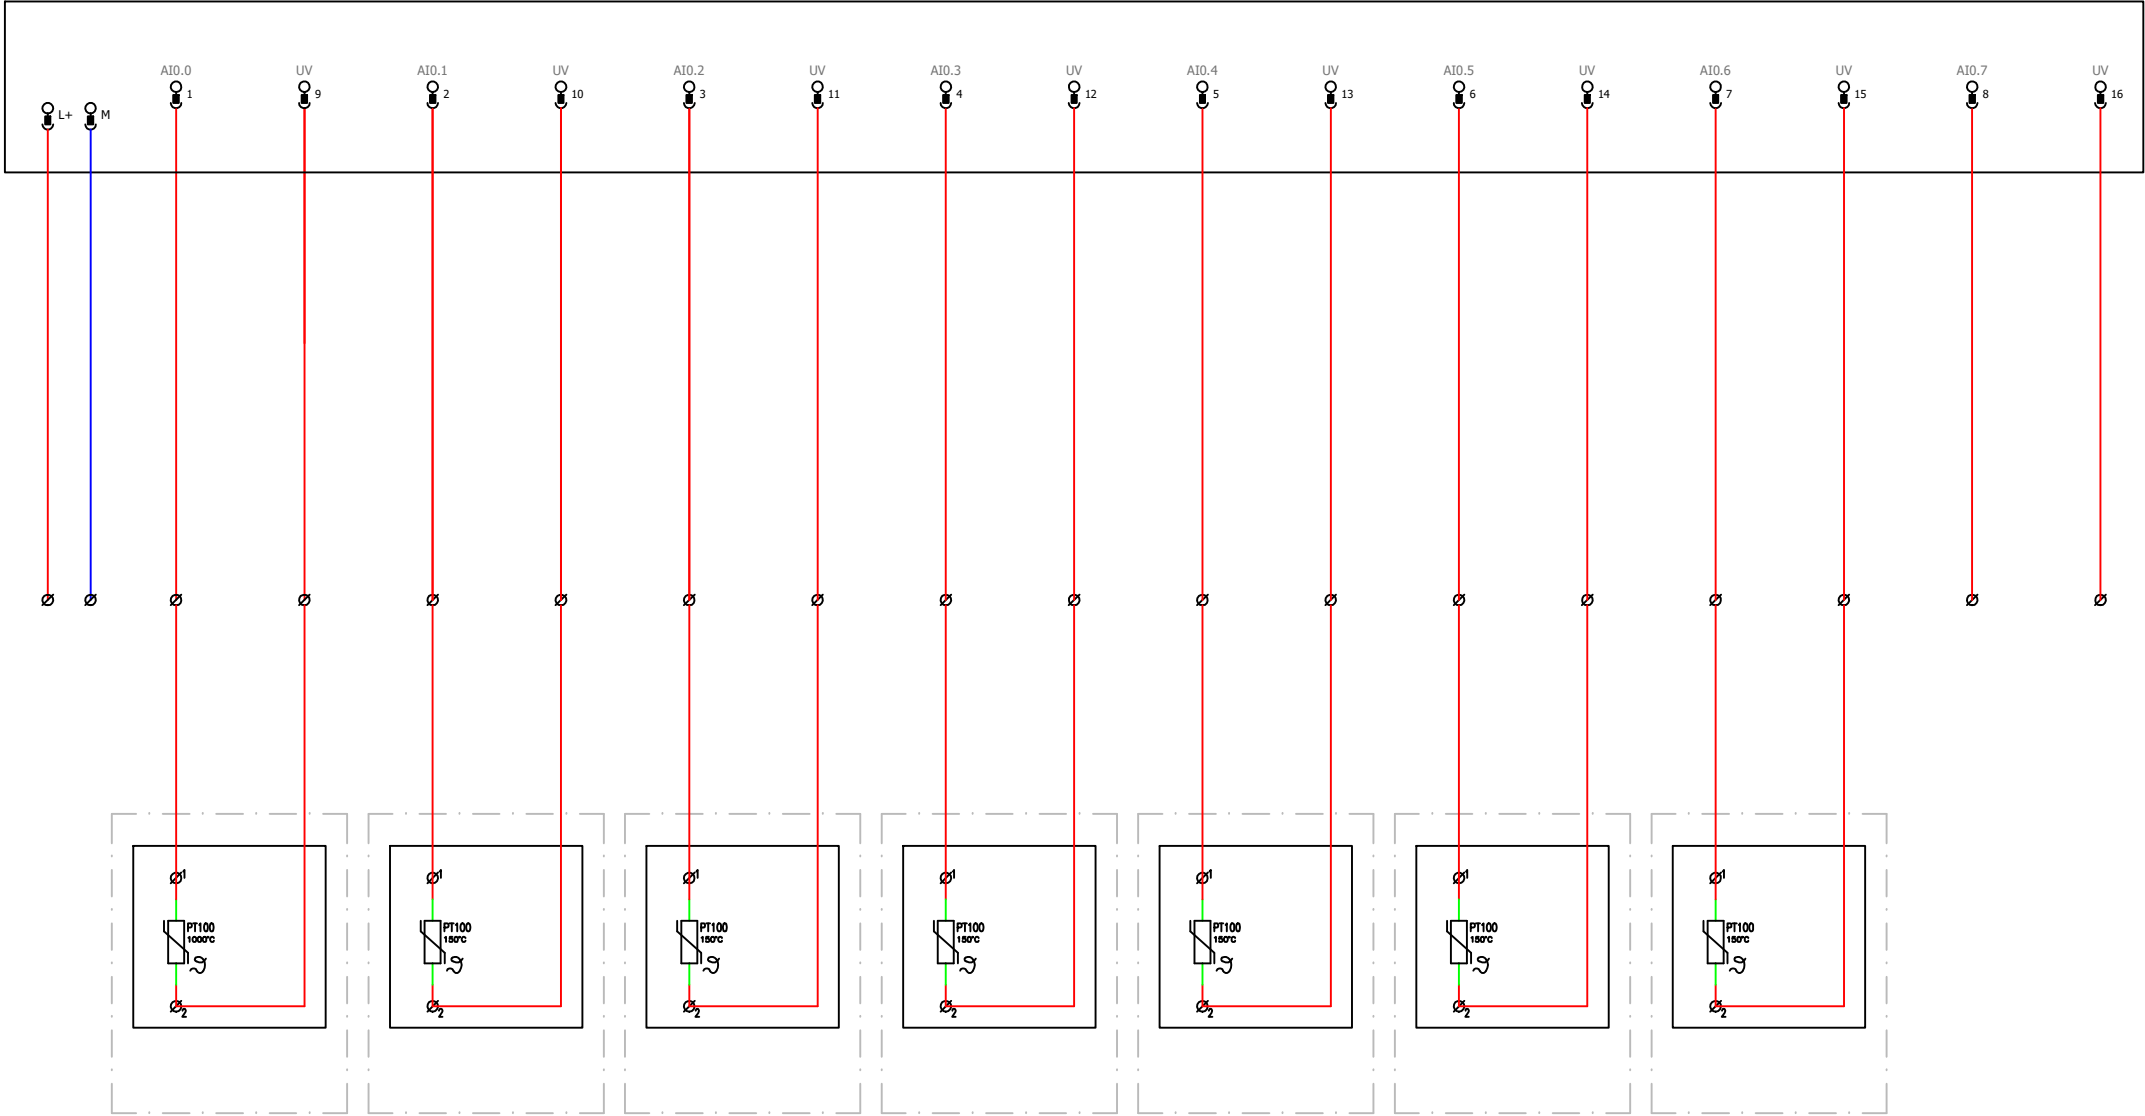 AI0.0 UV AI0.1 UV AI0.2 UV AI0.3 UV AI0.4 UV AI0.5 UV AI0.6 UV AI0.7 UV
1 9 2 10 3 11 4 12 5 13 6 14 7 15 8 16
L+ M
1 1 1 1 1 1 1
PT100 PT100 PT100 PT100 PT100 PT100 PT100
1000°C 150°C 150°C 150°C 150°C 150°C 150°C
2 2 2 2 2 2 2